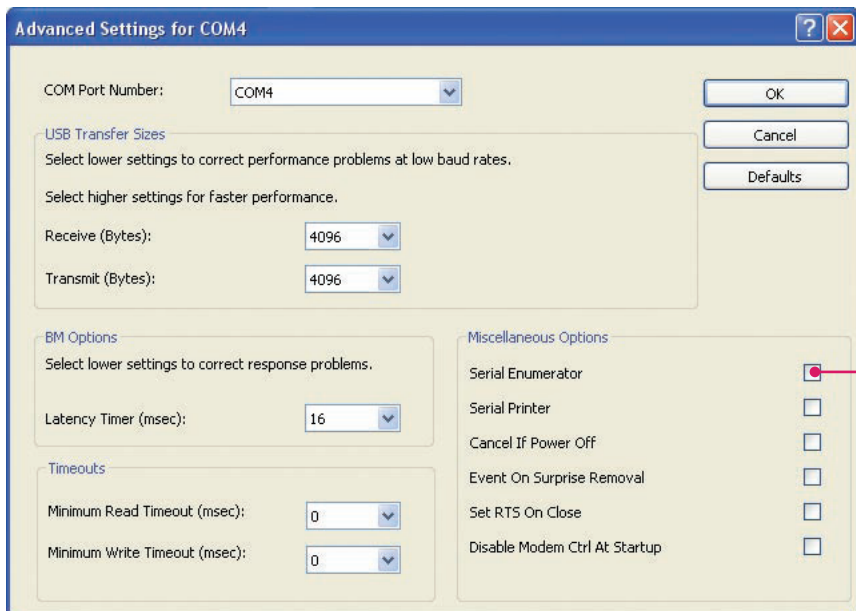 Advanced Settings for COM4
COM Port Number:
COM4
OK
Cancel
Defaults
USB Transfer Sizes
Select lower settings to correct performance problems at low baud rates.
Select higher settings for faster performance.
Receive (Bytes):
4096
Transmit (Bytes):
4096
BM Options
Select lower settings to correct response problems.
Latency Timer (msec):
16
Timeouts
Minimum Read Timeout (msec):
0
Minimum Write Timeout (msec):
0
Miscellaneous Options
Serial Enumerator
Serial Printer
Cancel If Power Off
Event On Surprise Removal
Set RTS On Close
Disable Modem Ctrl At Startup